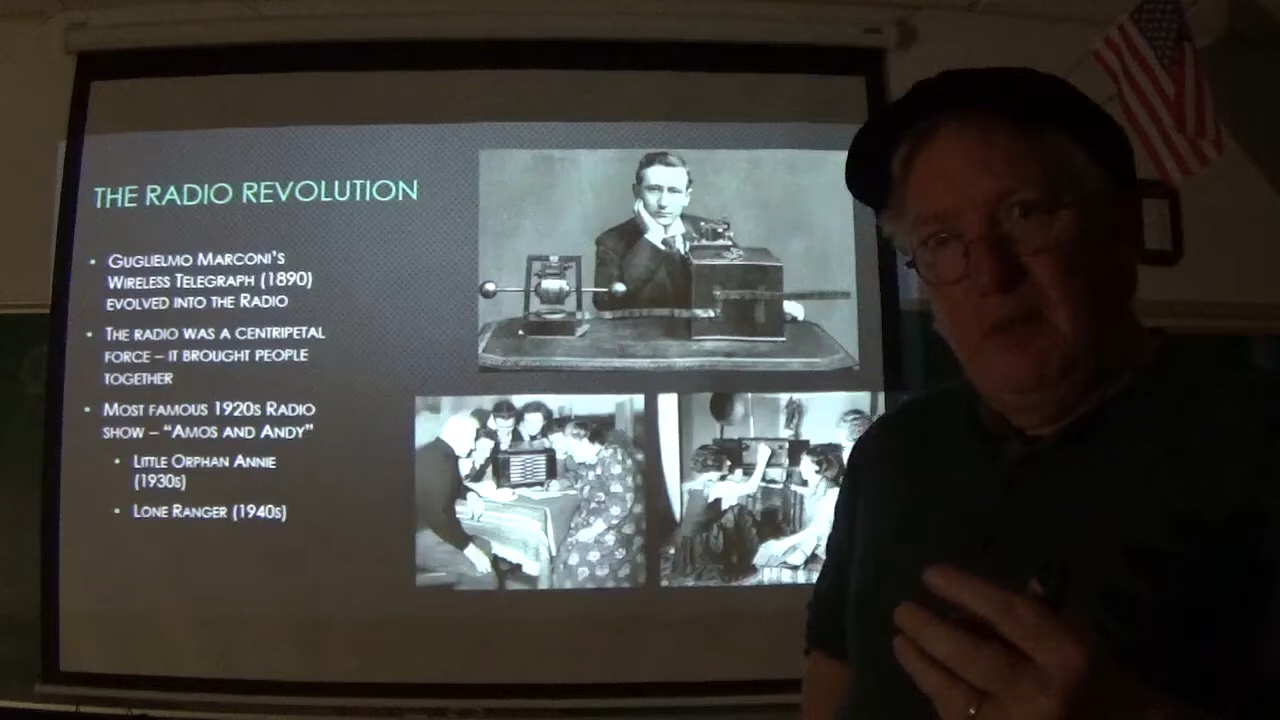 THE RADIO REVOLUTION
• GUGLIELMO MARCONI'S
WIRELESS TELEGRAPH (1890)
EVOLVED INTO THE RADIO
• THE RADIO WAS A CENTRIPETAL
FORCE – IT BROUGHT PEOPLE
TOGETHER
• MOST FAMOUS 1920S RADIO
SHOW – "AMOS AND ANDY"
• LITTLE ORPHAN ANNIE
(1930S)
• LONE RANGER (1940S)